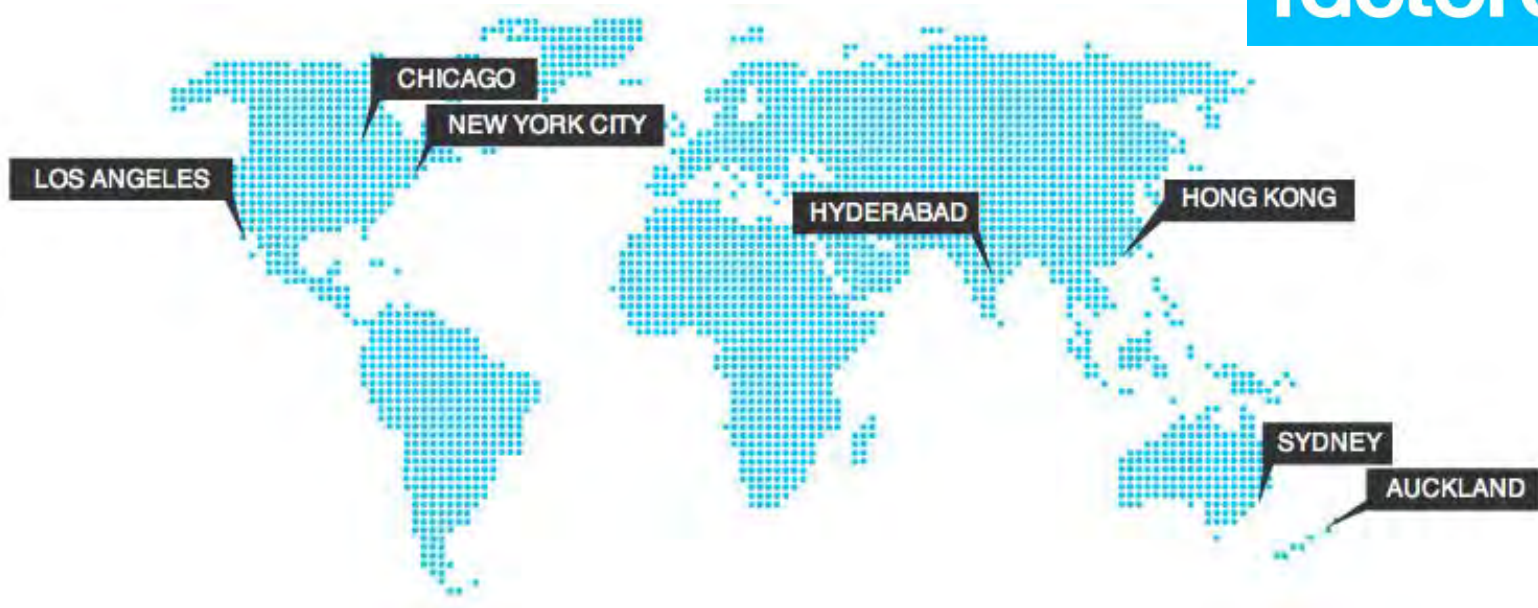 CHICAGO
NEW YORK CITY
LOS ANGELES
HYDERABAD
HONG KONG
SYDNEY
AUCKLAND